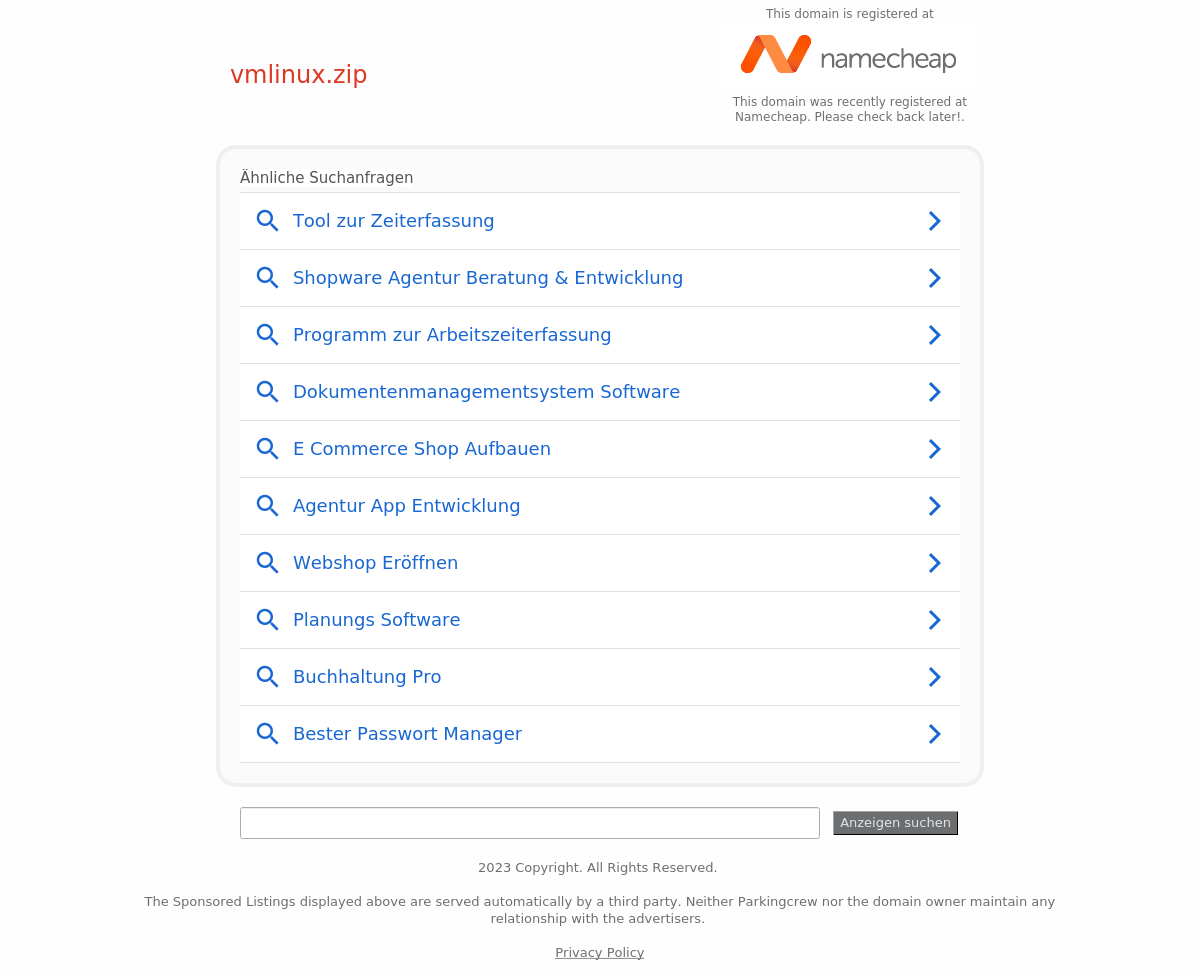 This domain is registered at
namecheap
vmlinux.zip
This domain was recently registered at
Namecheap. Please check back later!.
Ähnliche Suchanfragen
Tool zur Zeiterfassung
Shopware Agentur Beratung & Entwicklung
Programm zur Arbeitszeiterfassung
Dokumentenmanagementsystem Software
E Commerce Shop Aufbauen
Agentur App Entwicklung
Webshop Eröffnen
Planungs Software
Buchhaltung Pro
Bester Passwort Manager
Anzeigen suchen
2023 Copyright. All Rights Reserved.
The Sponsored Listings displayed above are served automatically by a third party. Neither Parkingcrew nor the domain owner maintain any
relationship with the advertisers.
Privacy Policy